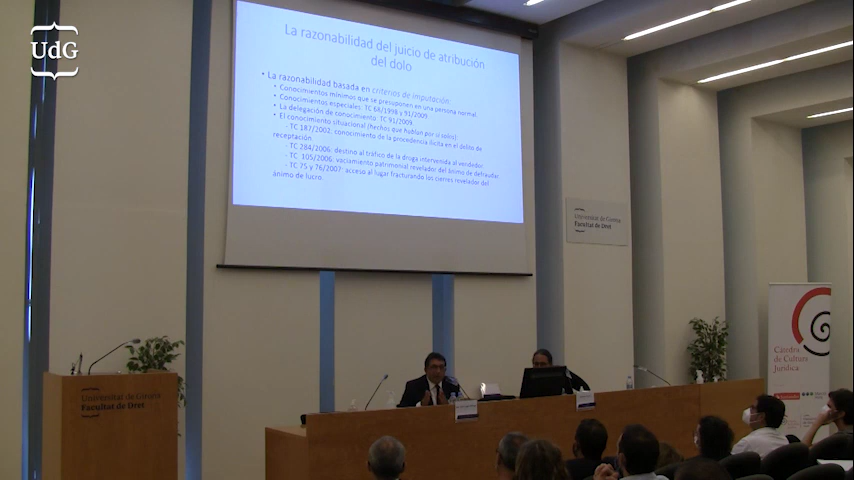 UdG
La razonabilidad del juicio de atribución
del dolo
• La razonabilidad basada en criterios de imputación:
• Conocimientos mínimos que se presuponen en una persona normal
• Conocimientos especiales: TC 68/1998 y 91/2009
• La delegación de conocimiento: TC 91/2009
• El conocimiento situacional (hechos que hablan por sí solos):
- TC 187/2002: conocimiento de la procedencia ilícita en el delito de
receptación
- TC 284/2006: destino al tráfico de la droga intervenida al vendedor
- TC 105/2006: vaciamiento patrimonial revelador del ánimo de defraudar
- TC 75 y 76/2007: acceso al lugar fracturando los cierres revelador del
ánimo de lucro
Universitat de Girona
Facultat de Dret
Càtedra
de Cultura
Jurídica
Universitat de Girona
Facultat de Dret